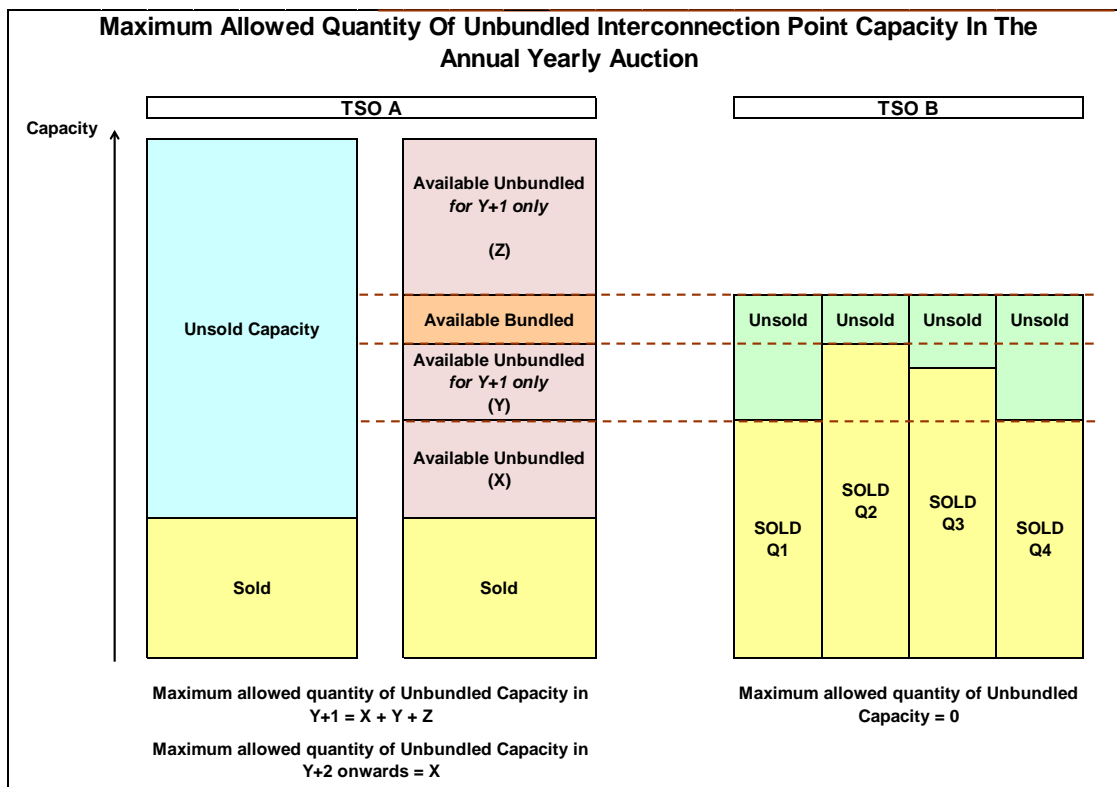 Maximum Allowed Quantity Of Unbundled Interconnection Point Capacity In The
Annual Yearly Auction
TSO A
TSO B
Capacity
Unsold Capacity
Sold
Available Unbundled
for Y+1 only
(Z)
Available Bundled
Available Unbundled
for Y+1 only
(Y)
Available Unbundled
(X)
Sold
Unsold
Unsold
Unsold
Unsold
SOLD
Q1
SOLD
Q2
SOLD
Q3
SOLD
Q4
Maximum allowed quantity of Unbundled Capacity in
Y+1 = X + Y + Z
Maximum allowed quantity of Unbundled Capacity in
Y+2 onwards = X
Maximum allowed quantity of Unbundled
Capacity = 0